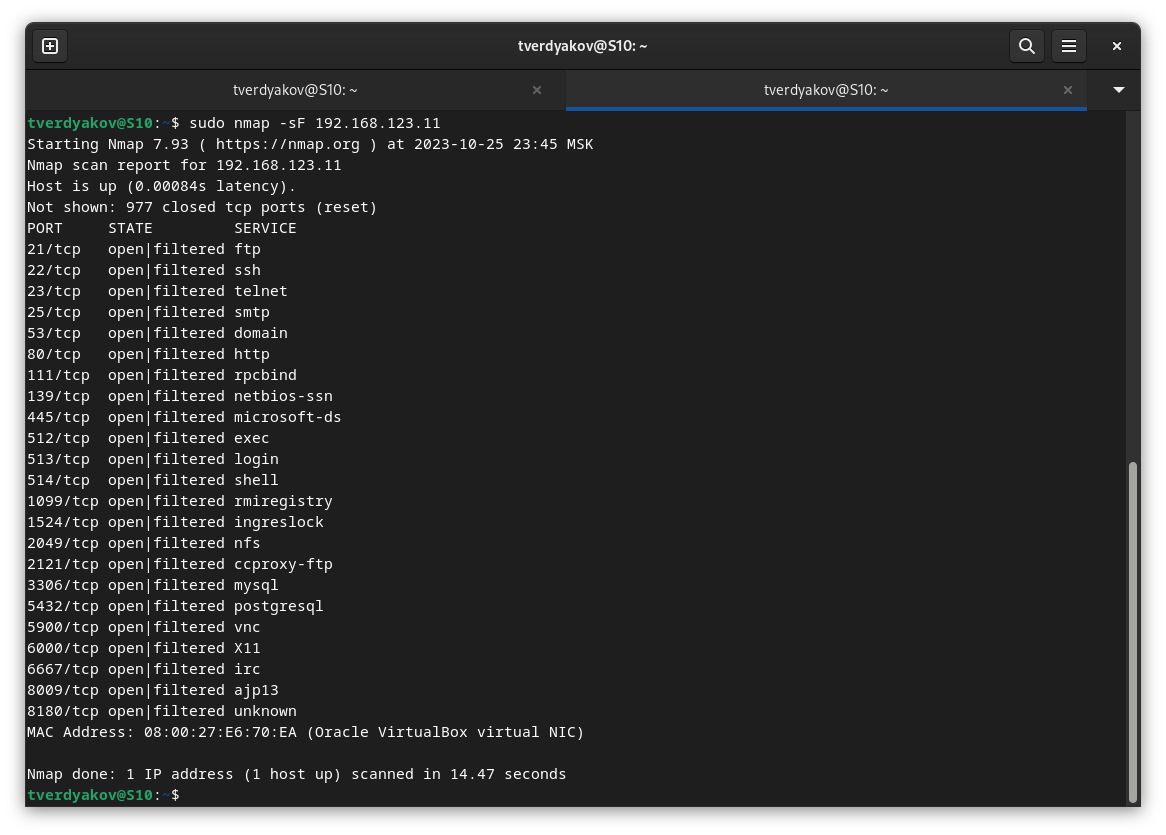 tverdyakov@S10: ~
tverdyakov@S10: ~
tverdyakov@S10: ~
tverdyakov@S10:~$ sudo nmap -sF 192.168.123.11
Starting Nmap 7.93 ( https://nmap.org ) at 2023-10-25 23:45 MSK
Nmap scan report for 192.168.123.11
Host is up (0.00084s latency).
Not shown: 977 closed tcp ports (reset)
PORT     STATE         SERVICE
21/tcp   open|filtered ftp
22/tcp   open|filtered ssh
23/tcp   open|filtered telnet
25/tcp   open|filtered smtp
53/tcp   open|filtered domain
80/tcp   open|filtered http
111/tcp  open|filtered rpcbind
139/tcp  open|filtered netbios-ssn
445/tcp  open|filtered microsoft-ds
512/tcp  open|filtered exec
513/tcp  open|filtered login
514/tcp  open|filtered shell
1099/tcp open|filtered rmiregistry
1524/tcp open|filtered ingreslock
2049/tcp open|filtered nfs
2121/tcp open|filtered ccproxy-ftp
3306/tcp open|filtered mysql
5432/tcp open|filtered postgresql
5900/tcp open|filtered vnc
6000/tcp open|filtered X11
6667/tcp open|filtered irc
8009/tcp open|filtered ajp13
8180/tcp open|filtered unknown
MAC Address: 08:00:27:E6:70:EA (Oracle VirtualBox virtual NIC)
Nmap done: 1 IP address (1 host up) scanned in 14.47 seconds
tverdyakov@S10:~$